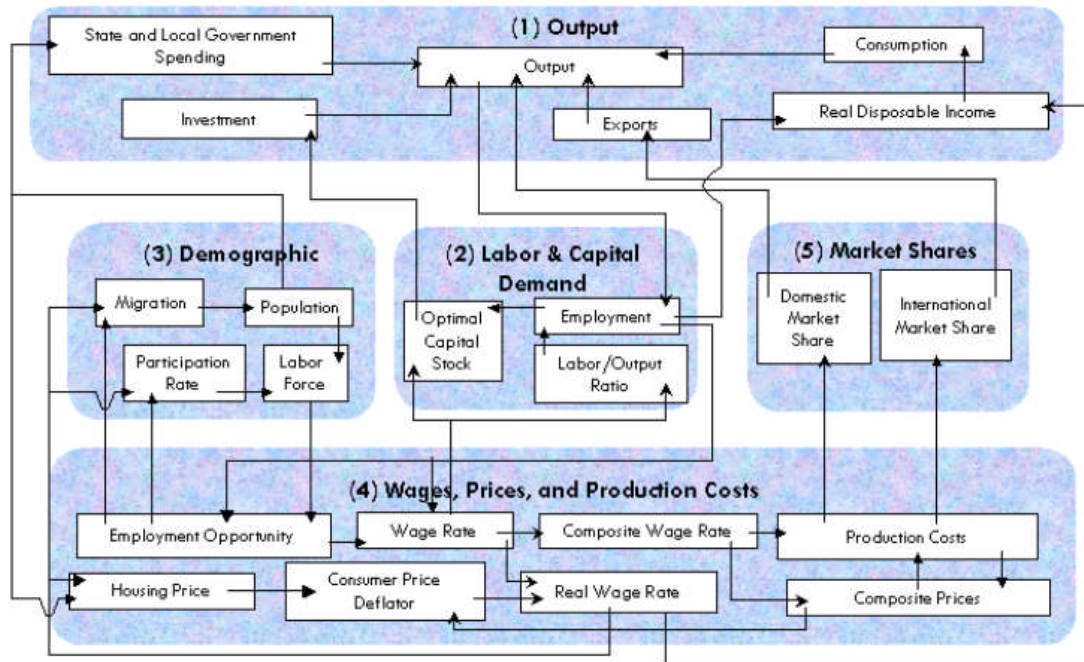 (1) Output
State and Local Government
Spending
Output
Consumption
Investment
Exports
Real Disposable Income
(3) Demographic
Migration
Population
Participation
Rate
Labor
Force
(2) Labor & Capital
Demand
Optimal
Capital
Stock
Employment
Labor/Output
Ratio
(5) Market Shares
Domestic
Market
Share
International
Market Share
(4) Wages, Prices, and Production Costs
Employment Opportunity
Wage Rate
Composite Wage Rate
Production Costs
Housing Price
Consumer Price
Deflator
Real Wage Rate
Composite Prices